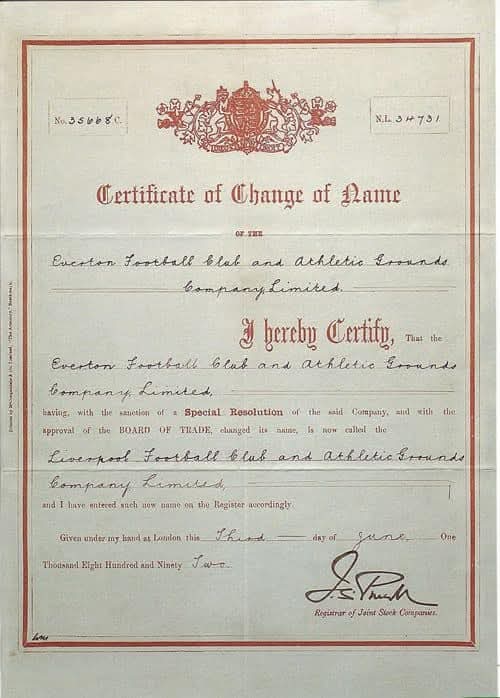 No. 35668 C.
N.L. 34731
Certificate of Change of Name
OF THE
Everton Football Club and Athletic Grounds
Company, Limited.
I hereby Certify, That the
Everton Football Club and Athletic Grounds
Company, Limited,
having, with the sanction of a Special Resolution of the said Company, and with the
approval of the BOARD OF TRADE, changed its name, is now called the
Liverpool Football Club and Athletic Grounds
Company Limited,
and I have entered such new name on the Register accordingly.
Given under my hand at London this Third day of June, One
Thousand Eight Hundred and Ninety Two
Registrar of Joint Stock Companies.